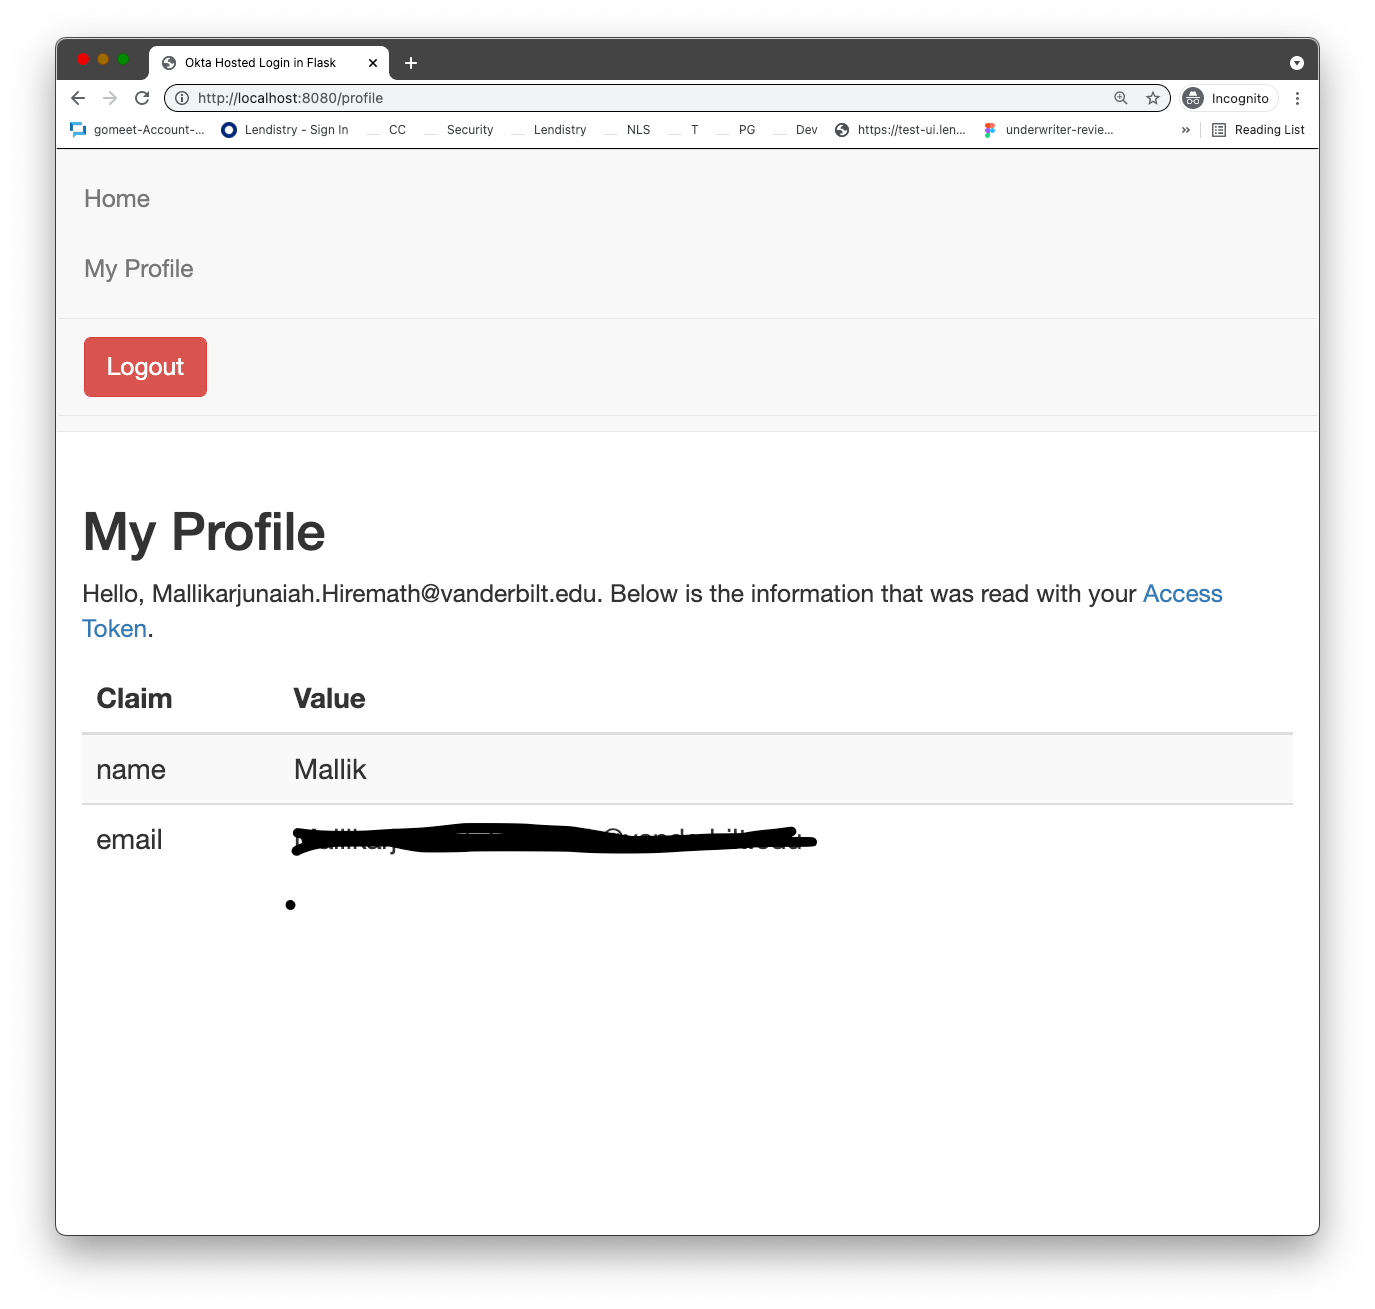 Okta Hosted Login in Flask
http://localhost:8080/profile
Incognito
gomeet-Account-... Lendistry - Sign In CC Security Lendistry NLS T PG Dev https://test-ui.len... underwriter-revie... » Reading List
Home
My Profile
Logout
My Profile
Hello, Mallikarjunaiah.Hiremath@vanderbilt.edu. Below is the information that was read with your Access
Token.
Claim Value
name Mallik
email